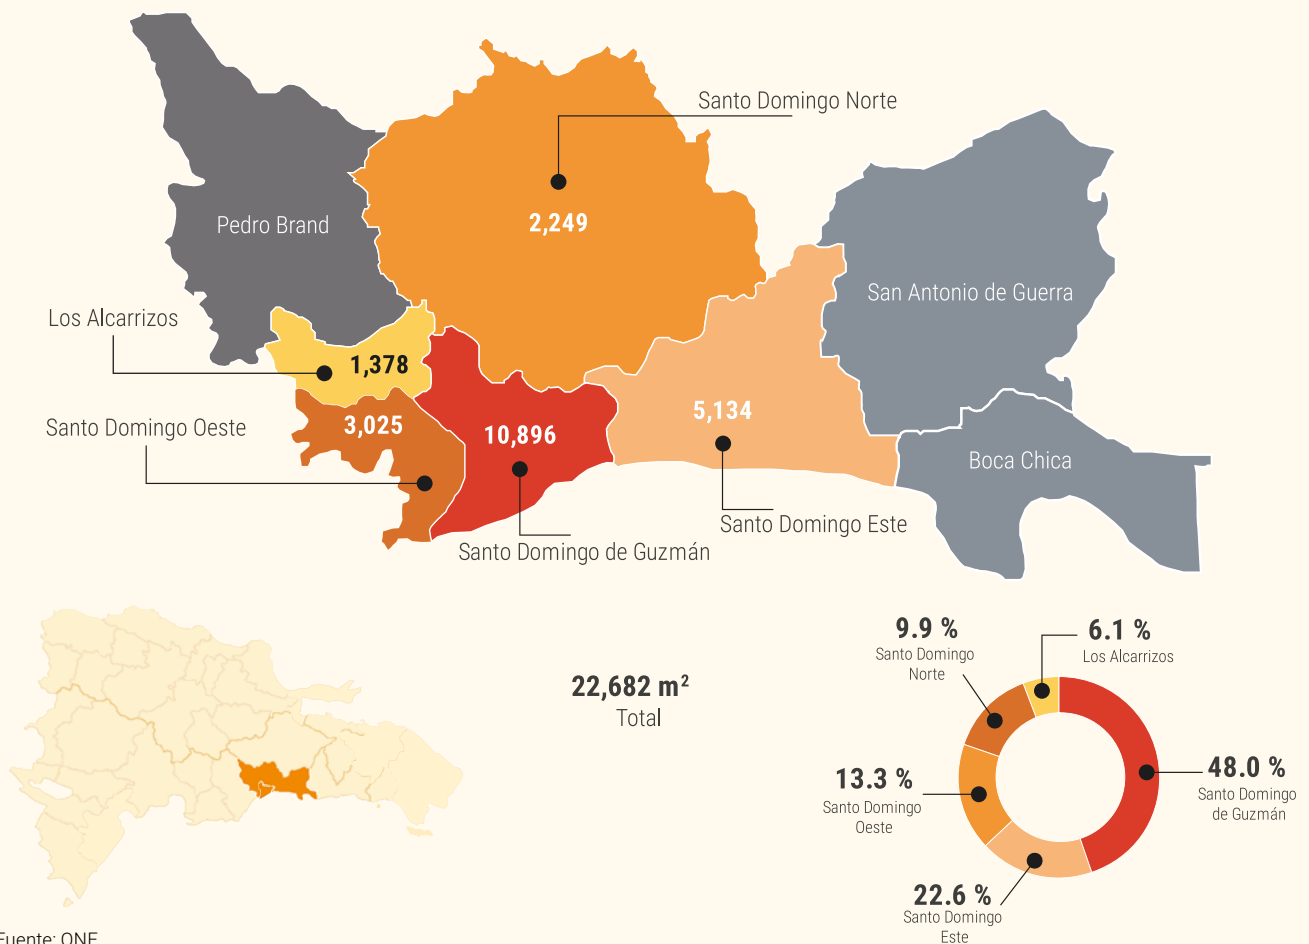 Santo Domingo Norte
2,249
Pedro Brand
San Antonio de Guerra
Los Alcarrizos
1,378
Santo Domingo Oeste
3,025
10,896
5,134
Boca Chica
Santo Domingo Este
Santo Domingo de Guzmán
22,682 m²
Total
9.9 %
Santo Domingo
Norte
6.1 %
Los Alcarrizos
48.0 %
Santo Domingo
de Guzmán
13.3 %
Santo Domingo
Oeste
22.6 %
Santo Domingo
Este
Fuente: ONE